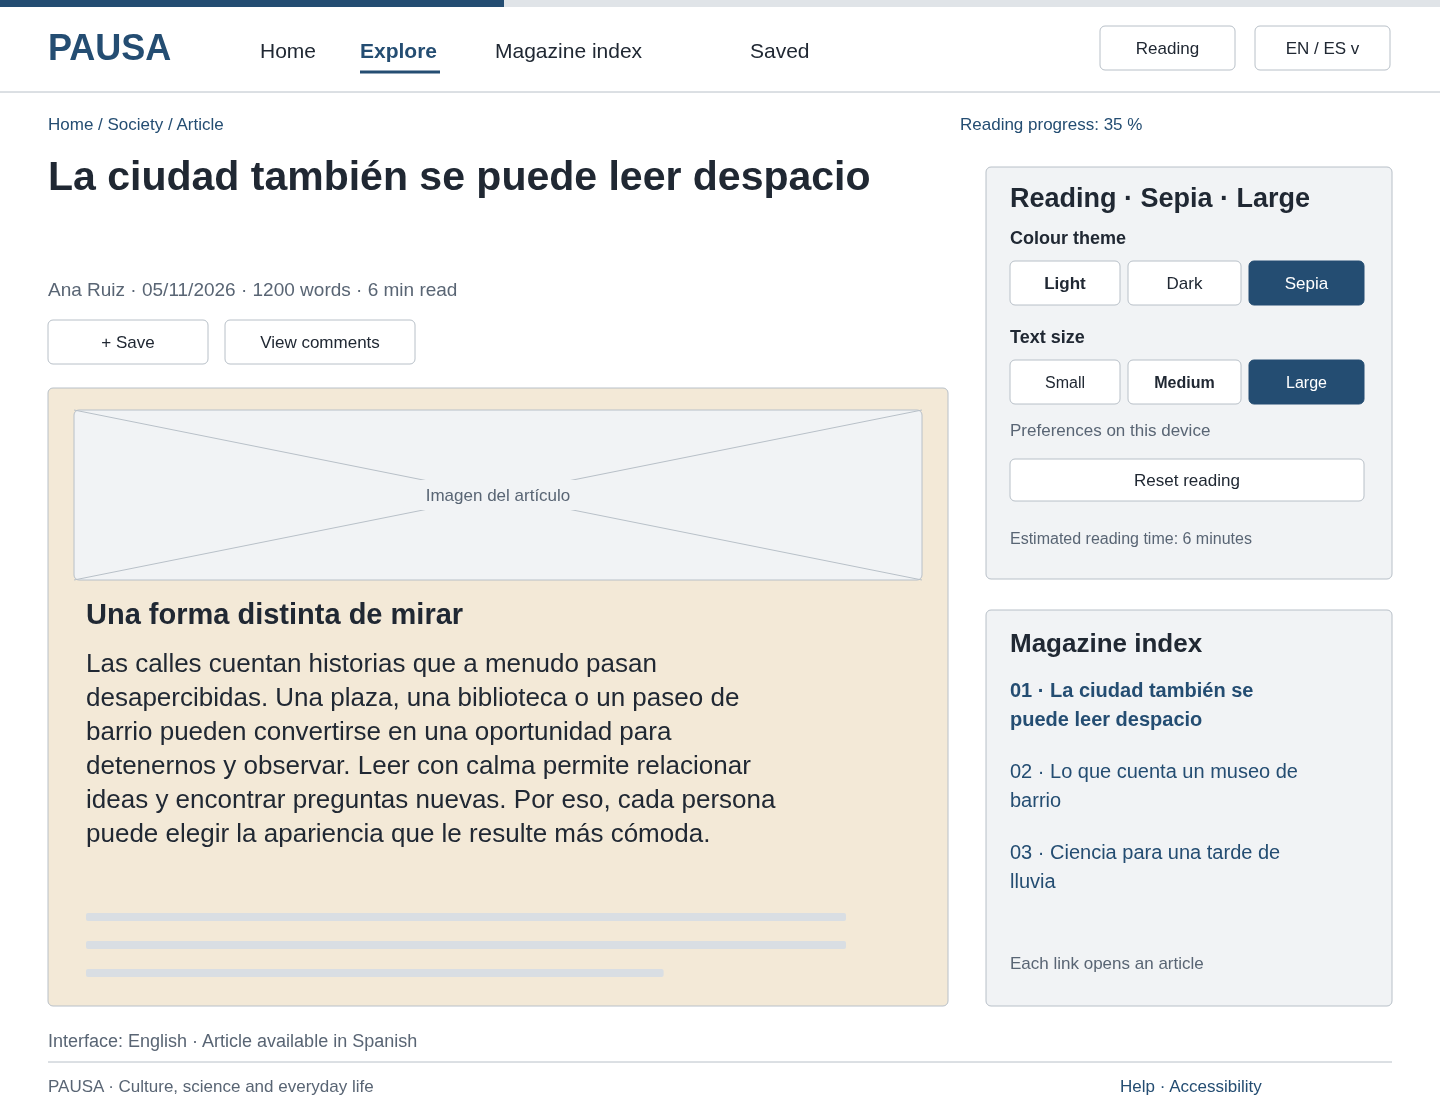 PAUSA
Home
Explore
Magazine index
Saved
Reading
EN / ES v
Home / Society / Article
Reading progress: 35 %
La ciudad también se puede leer despacio
Ana Ruiz · 05/11/2026 · 1200 words · 6 min read
+ Save
View comments
Imagen del artículo
Una forma distinta de mirar
Las calles cuentan historias que a menudo pasan
desapercibidas. Una plaza, una biblioteca o un paseo de
barrio pueden convertirse en una oportunidad para
detenernos y observar. Leer con calma permite relacionar
ideas y encontrar preguntas nuevas. Por eso, cada persona
puede elegir la apariencia que le resulte más cómoda.
Reading · Sepia · Large
Colour theme
Light
Dark
Sepia
Text size
Small
Medium
Large
Preferences on this device
Reset reading
Estimated reading time: 6 minutes
Magazine index
01 · La ciudad también se
puede leer despacio
02 · Lo que cuenta un museo de
barrio
03 · Ciencia para una tarde de
lluvia
Each link opens an article
Interface: English · Article available in Spanish
PAUSA · Culture, science and everyday life
Help · Accessibility